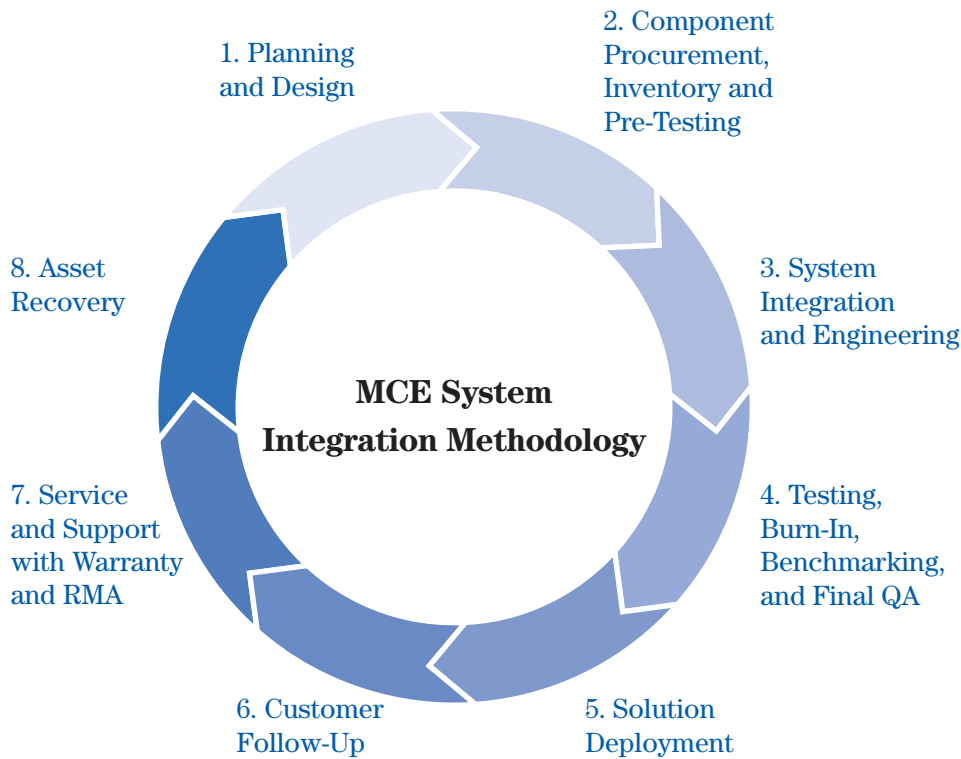 1. Planning
and Design
2. Component
Procurement,
Inventory and
Pre-Testing
3. System
Integration
and Engineering
4. Testing,
Burn-In,
Benchmarking,
and Final QA
5. Solution
Deployment
6. Customer
Follow-Up
7. Service
and Support
with Warranty
and RMA
8. Asset
Recovery
MCE System
Integration Methodology